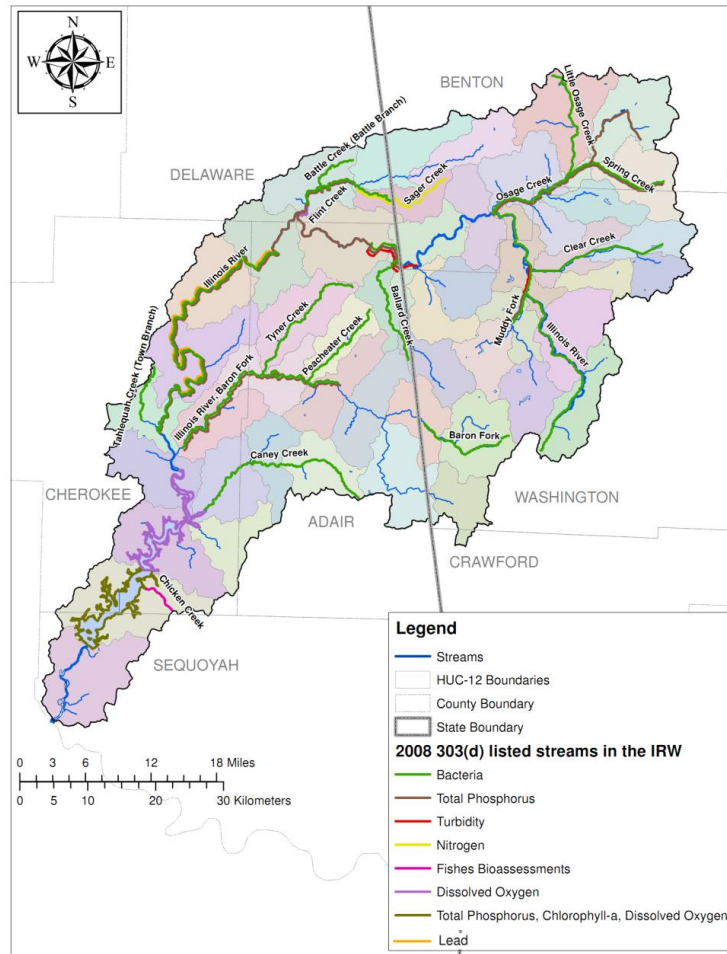 N
W E
S
BENTON
DELAWARE
Little Osage Creek
Battle Creek (Battle Branch)
Spring Creek
Sager Creek
Osage Creek
Flint Creek
Clear Creek
Illinois River
Muddy Fork
Ballard Creek
Tyner Creek
Illinois River
Peacheater Creek
Tahlequah Creek (Town Branch)
Illinois River, Baron Fork
Baron Fork
Caney Creek
CHEROKEE
ADAIR
WASHINGTON
CRAWFORD
Chicken Creek
SEQUOYAH
0 3 6 12 18 Miles
0 5 10 20 30 Kilometers
Legend
Streams
HUC-12 Boundaries
County Boundary
State Boundary
2008 303(d) listed streams in the IRW
Bacteria
Total Phosphorus
Turbidity
Nitrogen
Fishes Bioassessments
Dissolved Oxygen
Total Phosphorus, Chlorophyll-a, Dissolved Oxygen
Lead